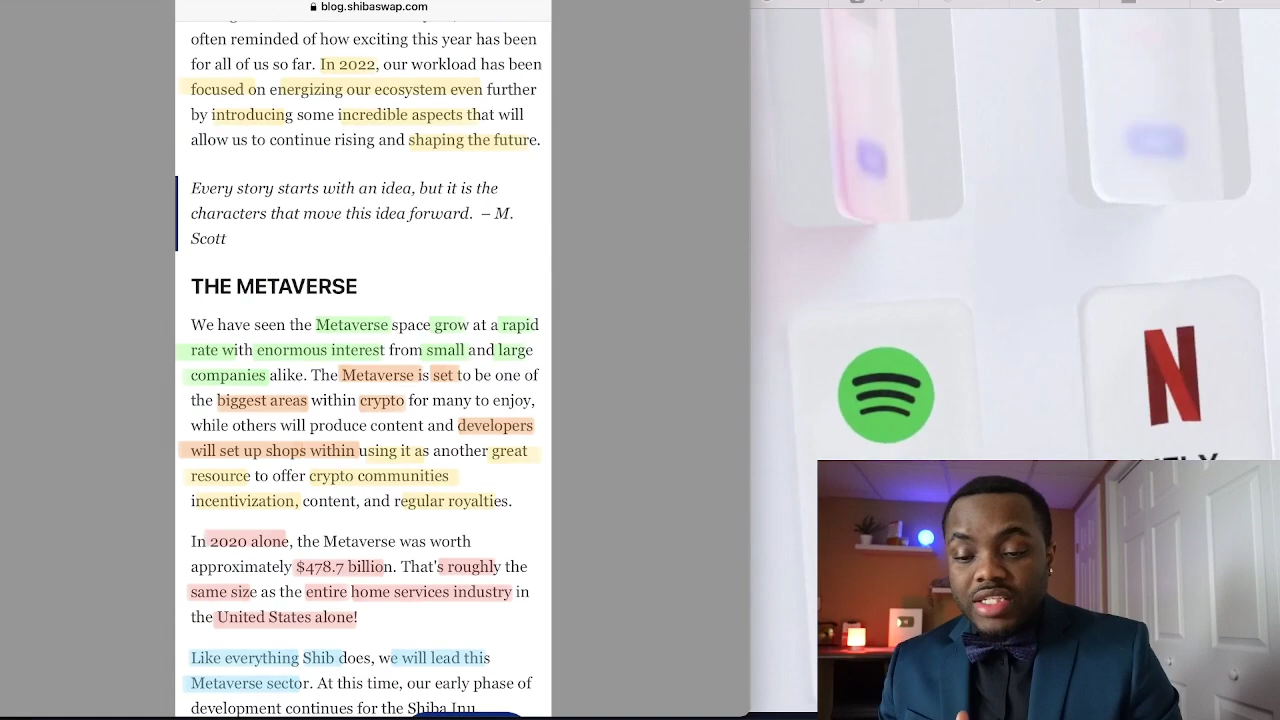 blog.shibaswap.com
often reminded of how exciting this year has been
for all of us so far. In 2022, our workload has been
focused on energizing our ecosystem even further
by introducing some incredible aspects that will
allow us to continue rising and shaping the future.
Every story starts with an idea, but it is the
characters that move this idea forward. – M.
Scott
THE METAVERSE
We have seen the Metaverse space grow at a rapid
rate with enormous interest from small and large
companies alike. The Metaverse is set to be one of
the biggest areas within crypto for many to enjoy,
while others will produce content and developers
will set up shops within using it as another great
resource to offer crypto communities
incentivization, content, and regular royalties.
In 2020 alone, the Metaverse was worth
approximately $478.7 billion. That's roughly the
same size as the entire home services industry in
the United States alone!
Like everything Shib does, we will lead this
Metaverse sector. At this time, our early phase of
development continues for the Shiba Inu